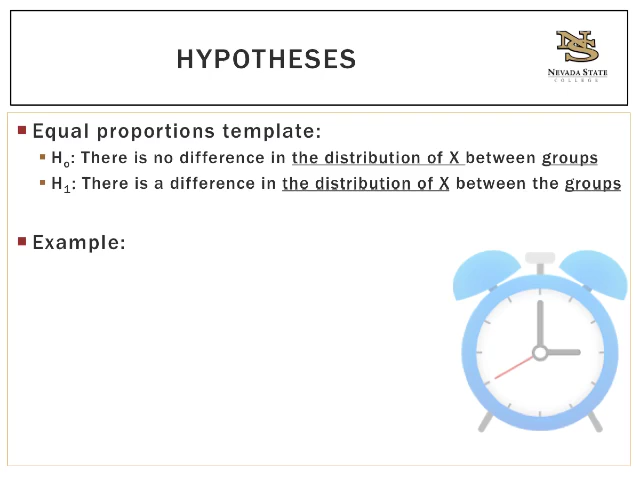 HYPOTHESES
NS
NEVADA STATE
COLLEGE
Equal proportions template:
Ho: There is no difference in the distribution of X between groups
H1: There is a difference in the distribution of X between the groups
Example: